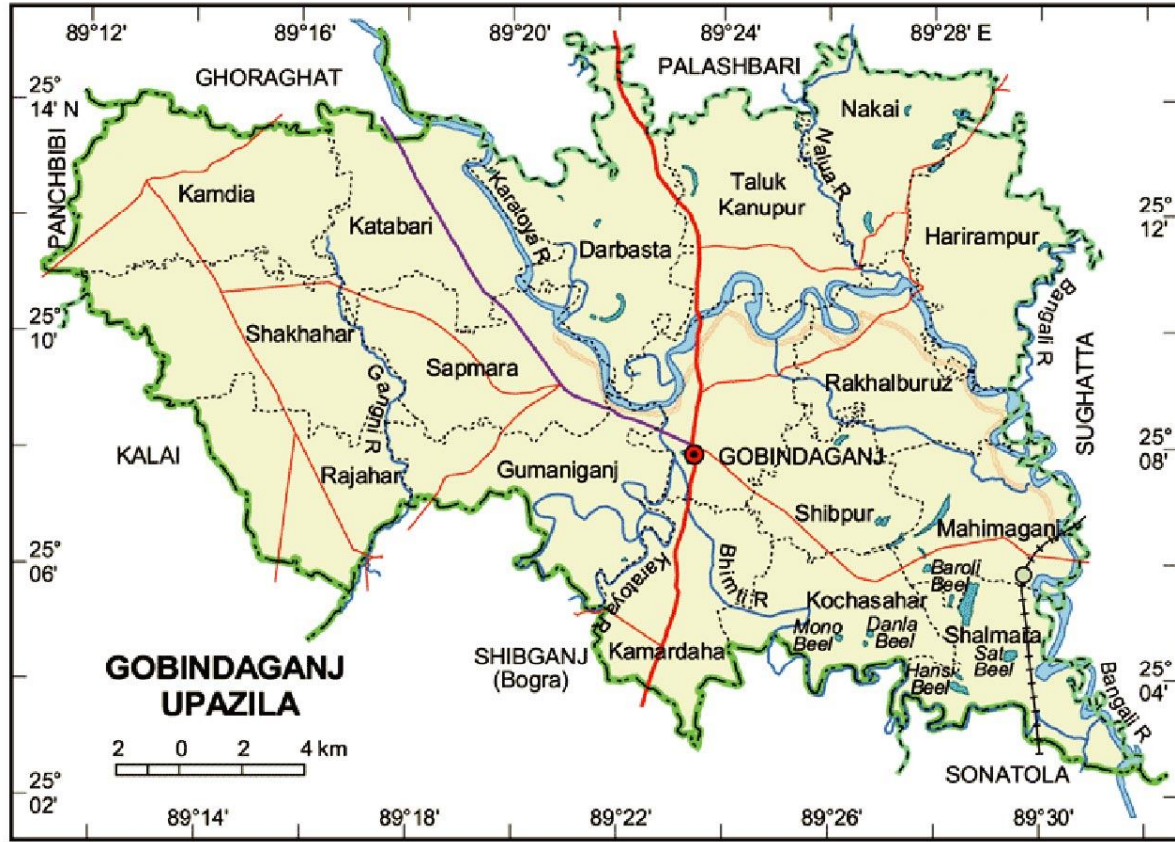 89°12'
89°16'
89°20'
89°24'
89°28' E
25°
14' N
GHORAGHAT
PALASHBARI
PANCHBIBI
Nakai
Nalua R
Kamdia
Katabari
Karatoya R
Taluk
Kanupur
25°
12'
Darbasta
Harirampur
Bangali R
25°
10'
Shakhahar
Gangni R
Sapmara
Rakhalburuz
SUGHATTA
KALAI
25°
08'
GOBINDAGANJ
Gumaniganj
Rajahar
Shibpur
Mahimaganj
25°
06'
Karatoya R
Bhimti R
Baroli
Beel
Kochasahar
Mono
Beel
Danla
Beel
Shalmara
Sat
Beel
Hansi
Beel
Kamardaha
SHIBGANJ
(Bogra)
25°
04'
Bangali R
GOBINDAGANJ
UPAZILA
2 0 2 4 km
SONATOLA
25°
02'
89°14'
89°18'
89°22'
89°26'
89°30'